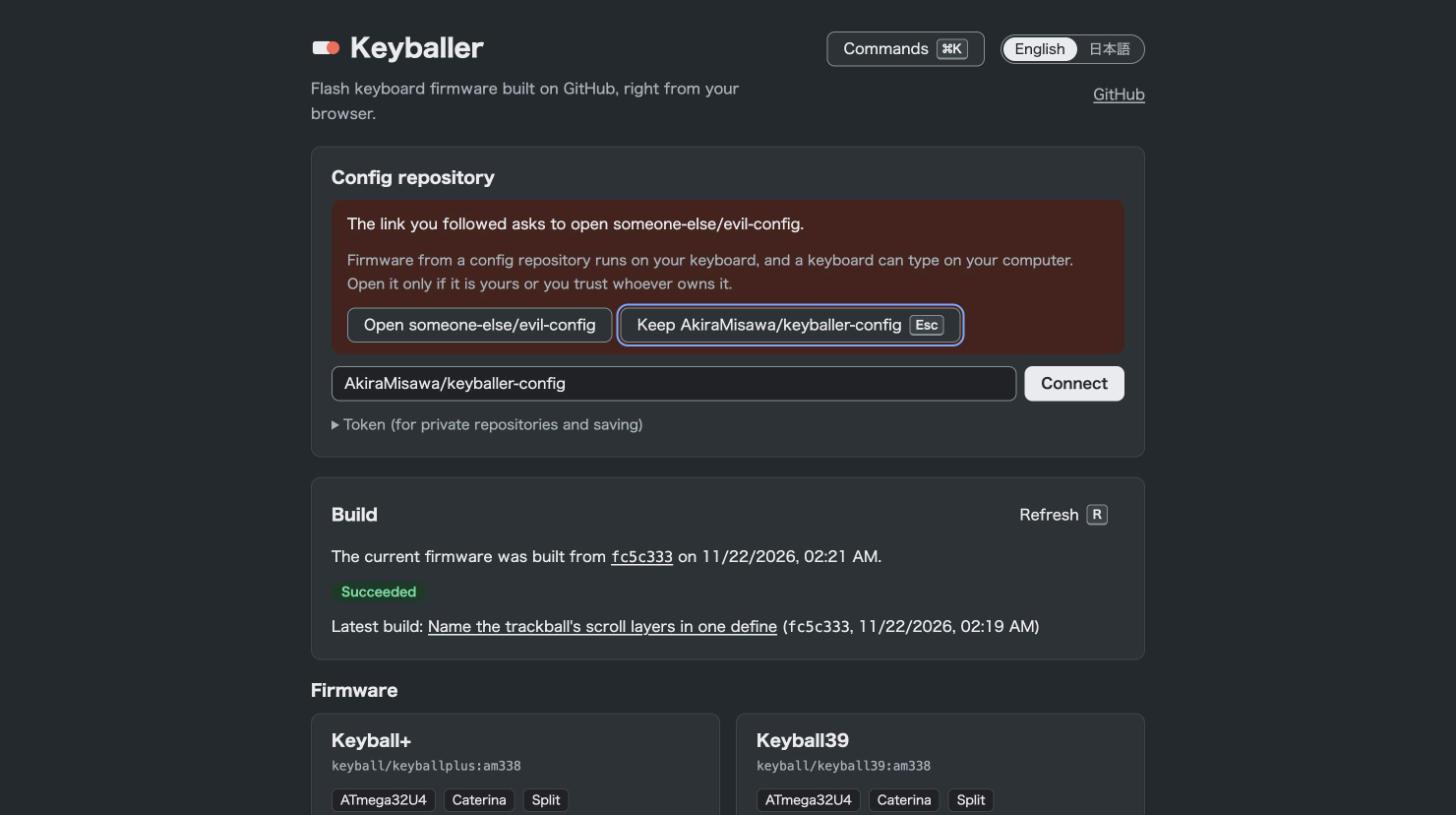 Keyballer
Commands ⌘K
English 日本語
Flash keyboard firmware built on GitHub, right from your
browser.
GitHub
Config repository
The link you followed asks to open someone-else/evil-config.
Firmware from a config repository runs on your keyboard, and a keyboard can type on your computer.
Open it only if it is yours or you trust whoever owns it.
Open someone-else/evil-config
Keep AkiraMisawa/keyballer-config Esc
AkiraMisawa/keyballer-config
Connect
Token (for private repositories and saving)
Build
Refresh R
The current firmware was built from fc5c333 on 11/22/2026, 02:21 AM.
Succeeded
Latest build: Name the trackball's scroll layers in one define (fc5c333, 11/22/2026, 02:19 AM)
Firmware
Keyball+
keyball/keyballplus:am338
ATmega32U4 Caterina Split
Keyball39
keyball/keyball39:am338
ATmega32U4 Caterina Split